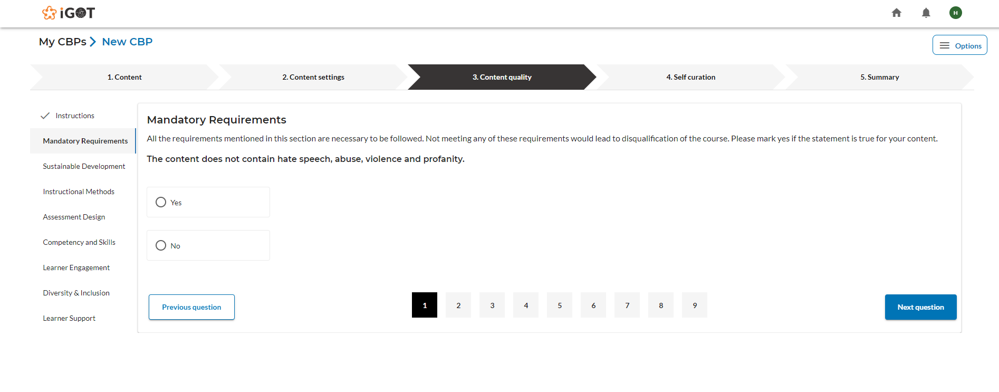 iGOT
H
My CBPs > New CBP
Options
1. Content
2. Content settings
3. Content quality
4. Self curation
5. Summary
Instructions
Mandatory Requirements
Sustainable Development
Instructional Methods
Assessment Design
Competency and Skills
Learner Engagement
Diversity & Inclusion
Learner Support
Mandatory Requirements
All the requirements mentioned in this section are necessary to be followed. Not meeting any of these requirements would lead to disqualification of the course. Please mark yes if the statement is true for your content.
The content does not contain hate speech, abuse, violence and profanity.
Yes
No
Previous question
1 2 3 4 5 6 7 8 9
Next question